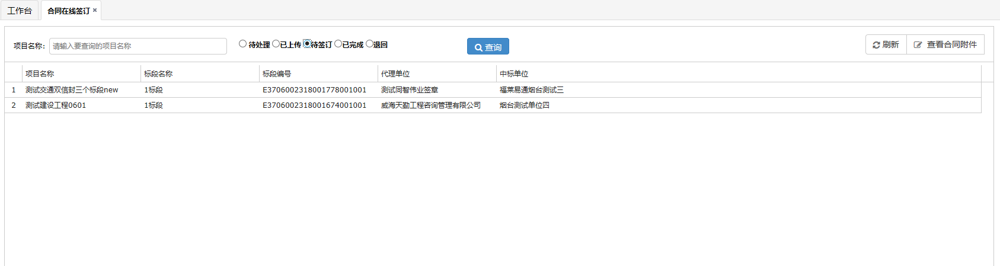 工作台 合同在线签订
项目名称: 请输入要查询的项目名称 待处理 已上传 待签订 已完成 退回 查询 刷新 查看合同附件
项目名称 标段名称 标段编号 代理单位 中标单位
1 测试交通双信封三个标段new 1标段 E3706002318001778001001 测试同智伟业签章 福莱易通烟台测试三
2 测试建设工程0601 1标段 E3706002318001674001001 威海天勤工程咨询管理有限公司 烟台测试单位四